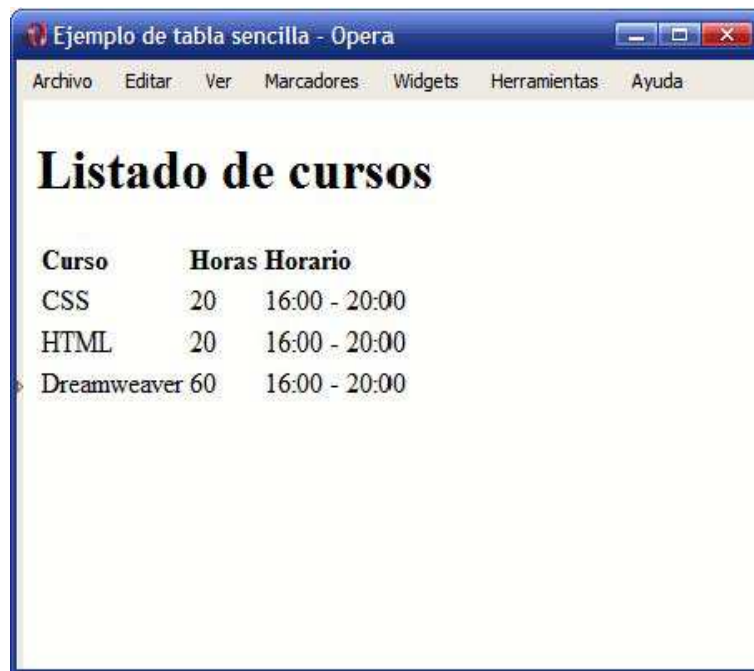 Ejemplo de tabla sencilla - Opera
Archivo Editar Ver Marcadores Widgets Herramientas Ayuda
Listado de cursos
Curso Horas Horario
CSS 20 16:00 - 20:00
HTML 20 16:00 - 20:00
Dreamweaver 60 16:00 - 20:00